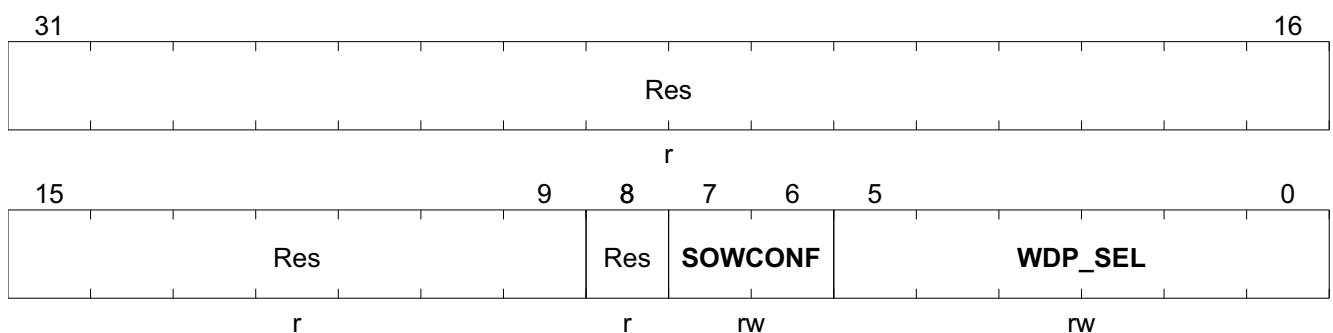 31 16
Res
r
15 9 8 7 6 5 0
Res Res SOWCONF WDP_SEL
r r rw rw